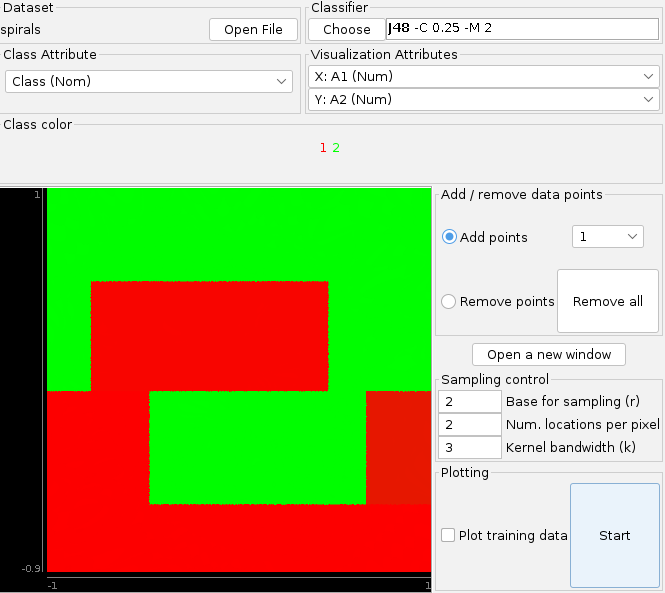 Dataset
spirals
Open File
Classifier
Choose
J48 -C 0.25 -M 2
Class Attribute
Class (Nom)
Visualization Attributes
X: A1 (Num)
Y: A2 (Num)
Class color
1 2
1
-0.9
-1
1
Add / remove data points
Add points
1
Remove points
Remove all
Open a new window
Sampling control
2 Base for sampling (r)
2 Num. locations per pixel
3 Kernel bandwidth (k)
Plotting
Plot training data
Start